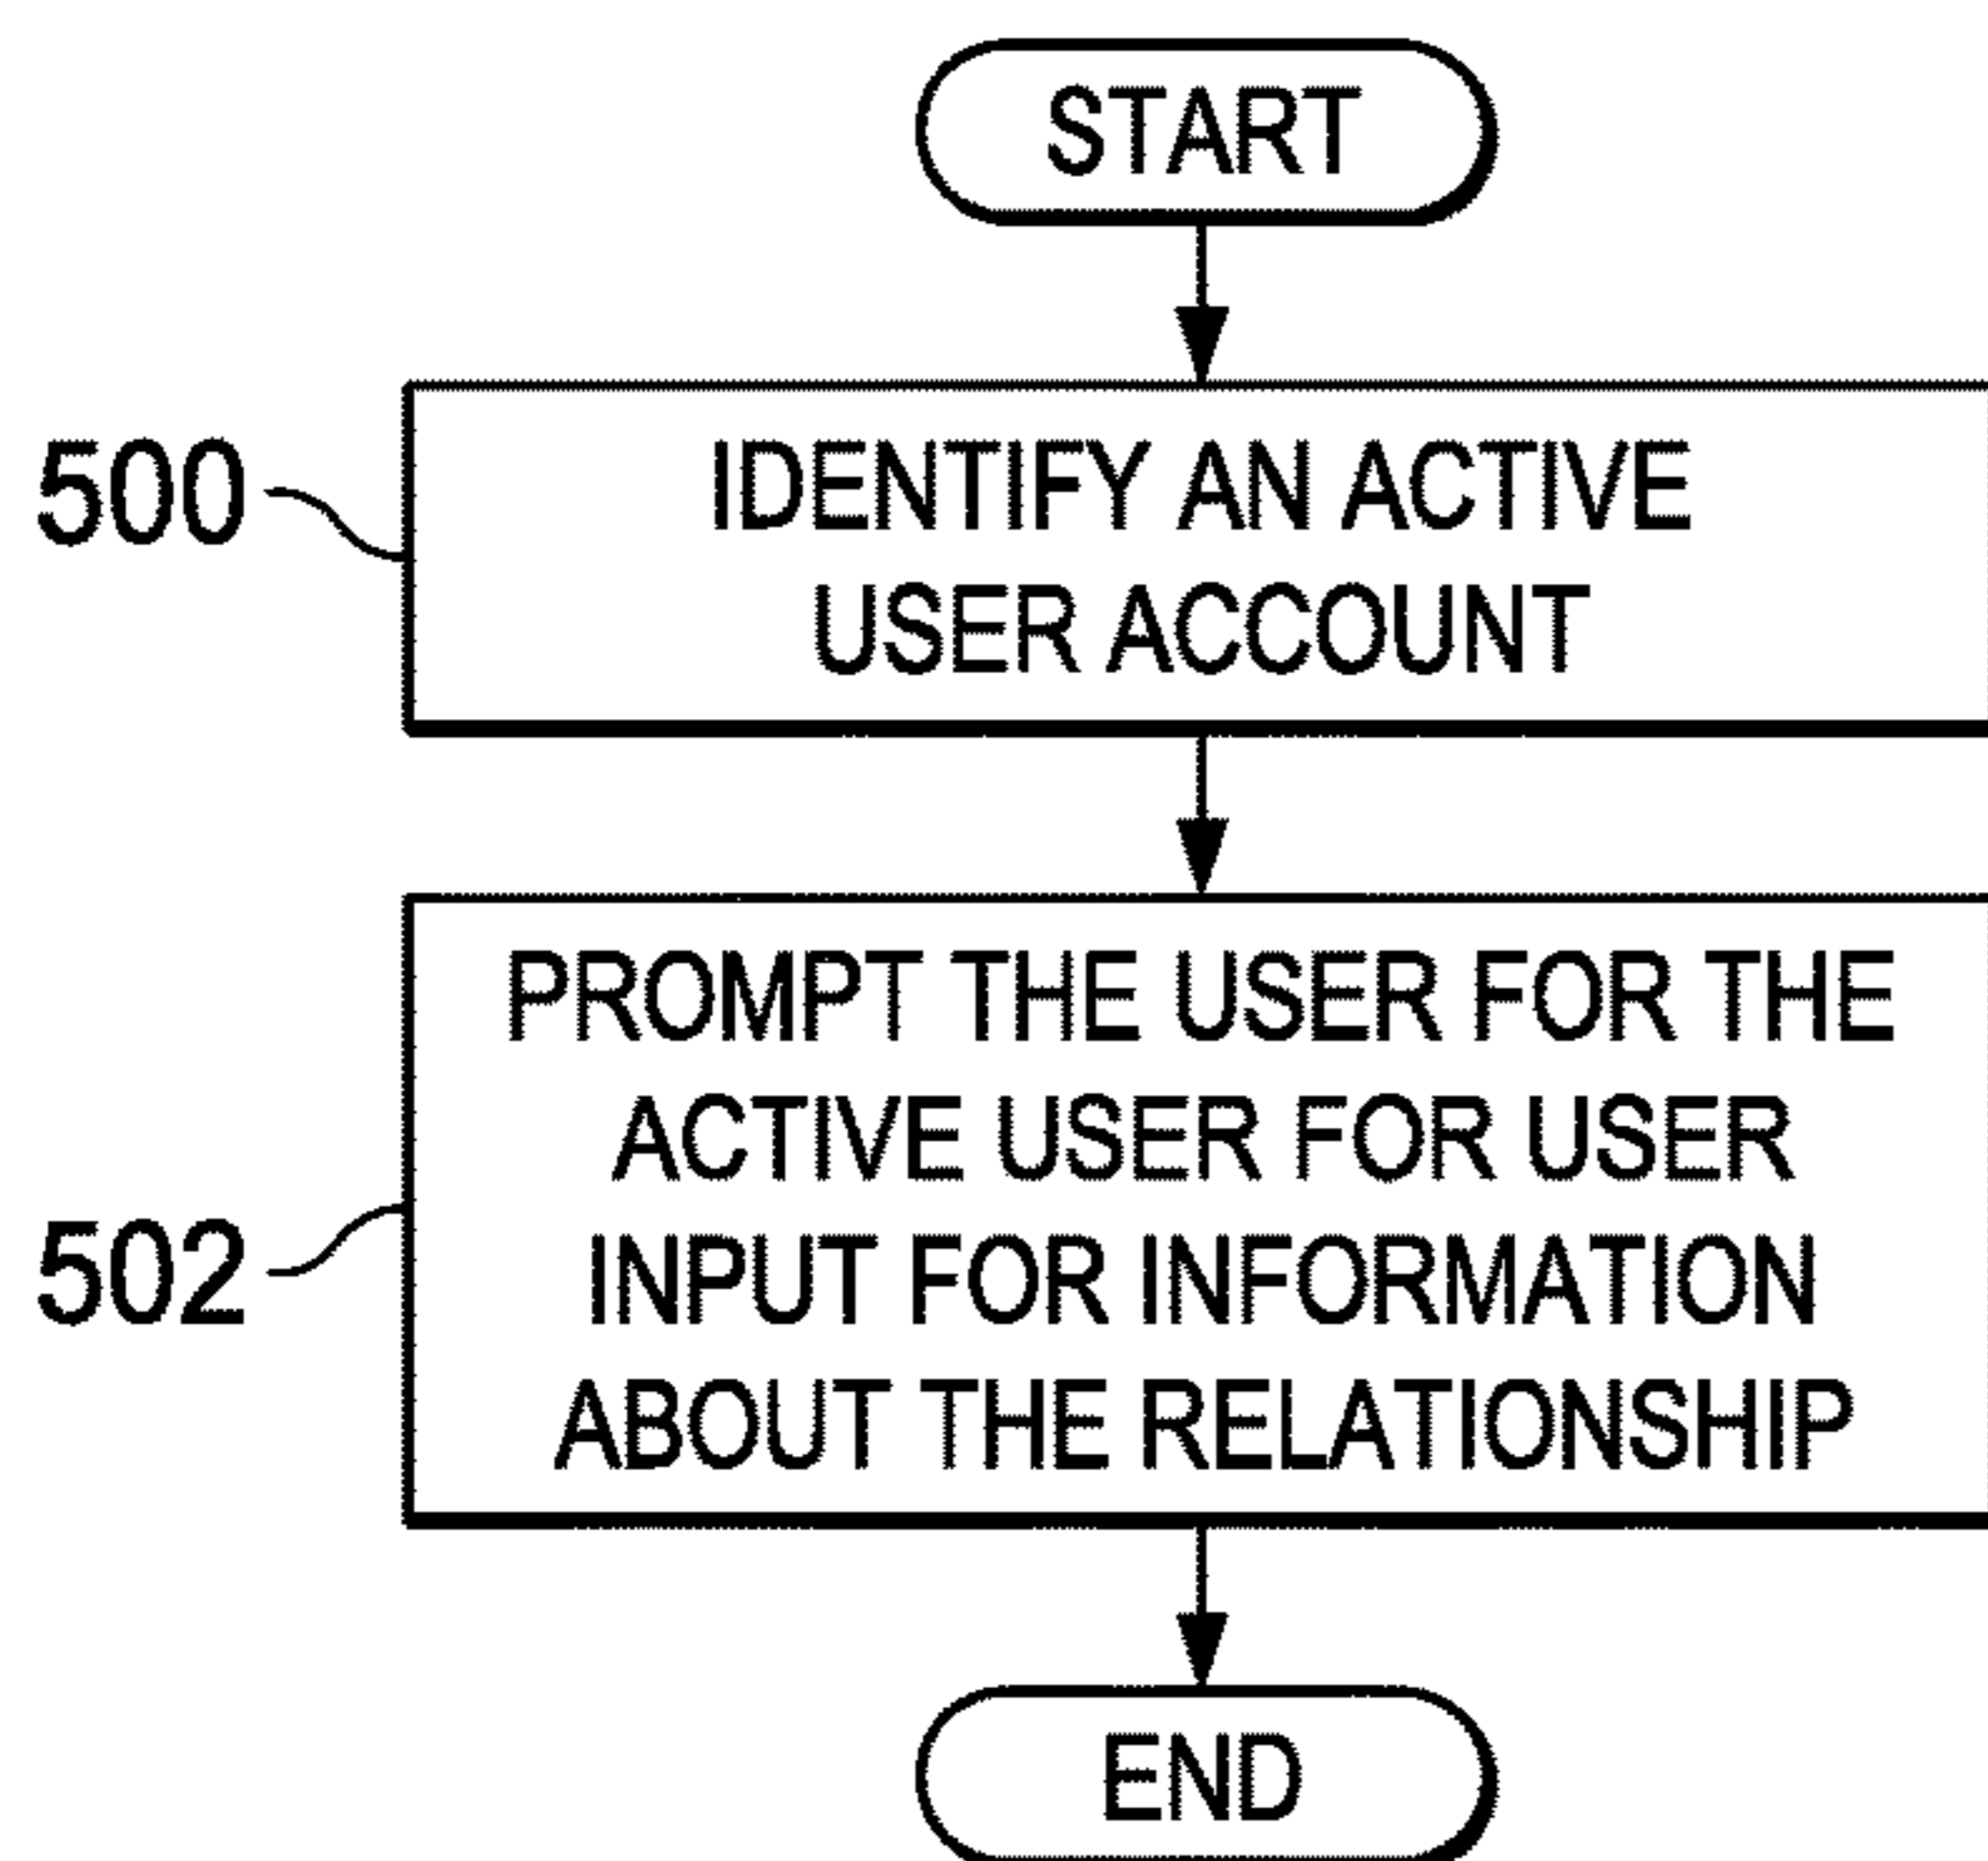 START
500
IDENTIFY AN ACTIVE
USER ACCOUNT
PROMPT THE USER FOR THE
ACTIVE USER FOR USER
502
INPUT FOR INFORMATION
ABOUT THE RELATIONSHIP
END